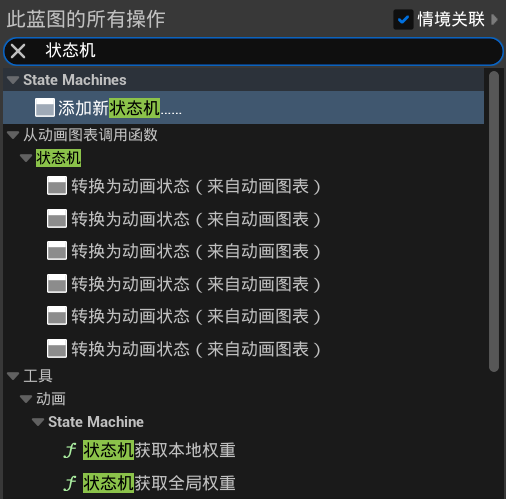 此蓝图的所有操作 情境关联
状态机
State Machines
添加新状态机......
从动画图表调用函数
状态机
转换为动画状态（来自动画图表）
转换为动画状态（来自动画图表）
转换为动画状态（来自动画图表）
转换为动画状态（来自动画图表）
转换为动画状态（来自动画图表）
转换为动画状态（来自动画图表）
工具
动画
State Machine
f 状态机获取本地权重
f 状态机获取全局权重